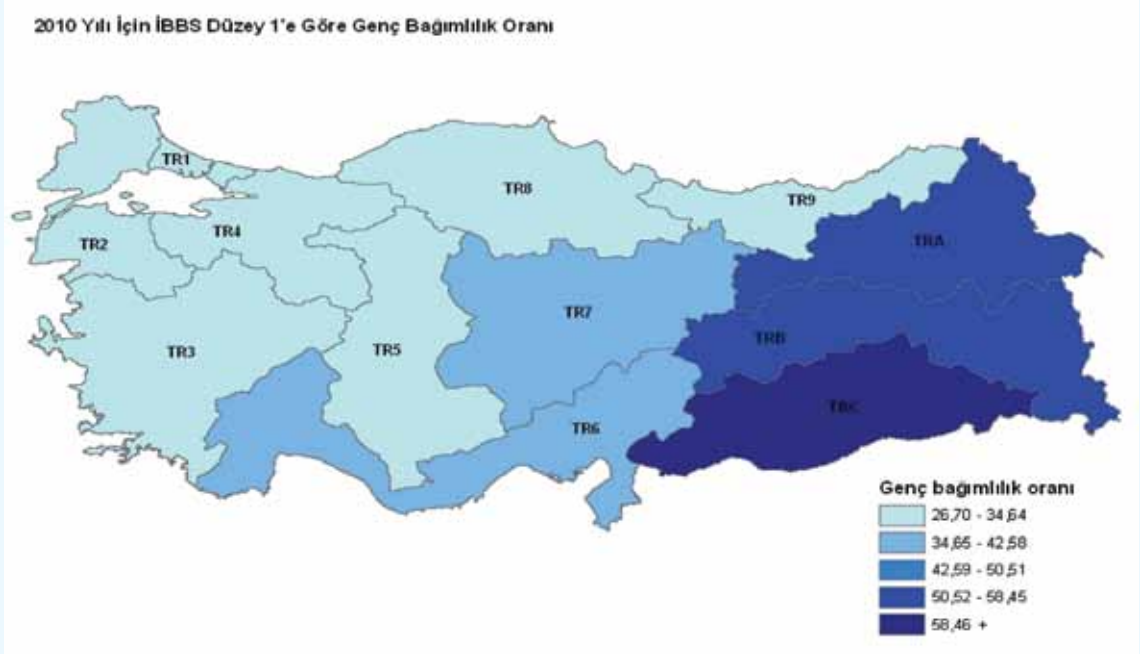 2010 Yılı İçin İBBS Düzey 1'e Göre Genç Bağımlılık Oranı
TR1
TR8
TR9
TR4
TR2
TRA
TR7
TRB
TR3
TR5
TRC
TR6
Genç bağımlılık oranı
26,70 - 34,64
34,65 - 42,58
42,59 - 50,51
50,52 - 58,45
58,46 +